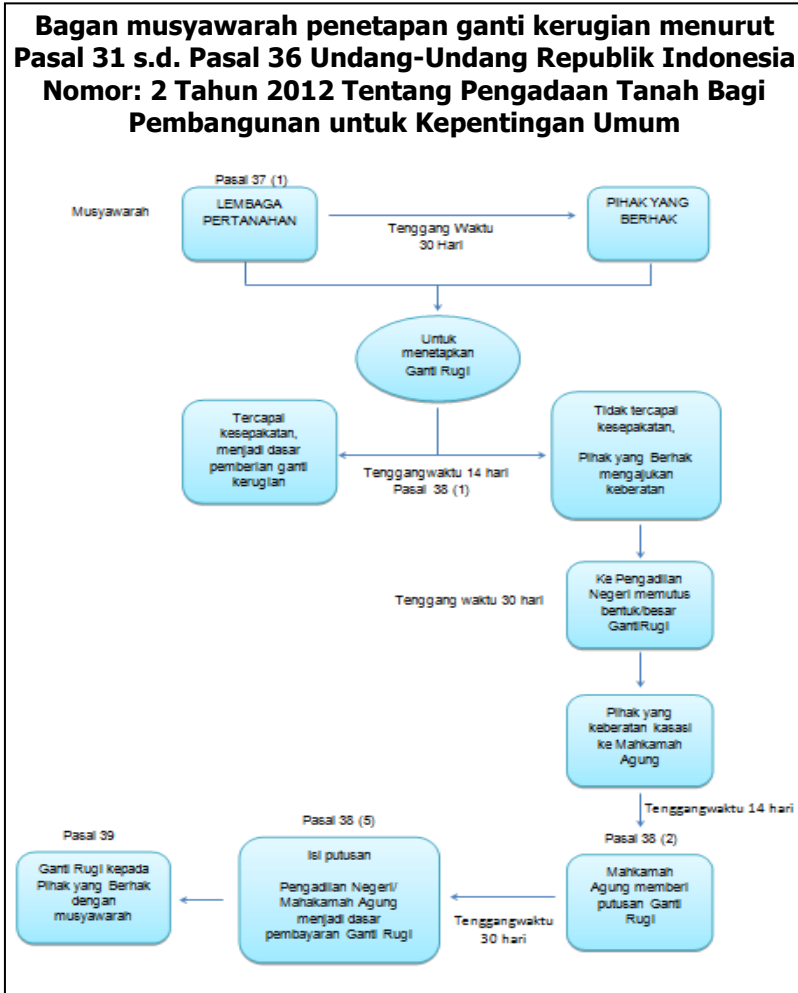 Bagan musyawarah penetapan ganti kerugian menurut
Pasal 31 s.d. Pasal 36 Undang-Undang Republik Indonesia
Nomor: 2 Tahun 2012 Tentang Pengadaan Tanah Bagi
Pembangunan untuk Kepentingan Umum
Pasal 37 (1)
Musyawarah
LEMBAGA
PERTANAHAN
Tenggang Waktu
30 Hari
PIHAK YANG
BERHAK
Untuk
menetapkan
Ganti Rugi
Tercapai
kesepakatan,
menjadi dasar
pemberian ganti
kerugian
Tenggangwaktu 14 hari
Pasal 38 (1)
Tidak tercapai
kesepakatan,
Pihak yang Berhak
mengajukan
keberatan
Tenggang waktu 30 hari
Ke Pengadilan
Negeri memutus
bentuk/besar
GantiRugi
Pihak yang
keberatan kasasi
ke Mahkamah
Agung
Tenggangwaktu 14 hari
Pasal 38 (2)
Mahkamah
Agung memberi
putusan Ganti
Rugi
Tenggangwaktu
30 hari
Pasal 38 (5)
Isi putusan
Pengadilan Negeri/
Mahakamah Agung
menjadi dasar
pembayaran Ganti Rugi
Pasal 39
Ganti Rugi kepada
Pihak yang Berhak
dengan
musyawarah